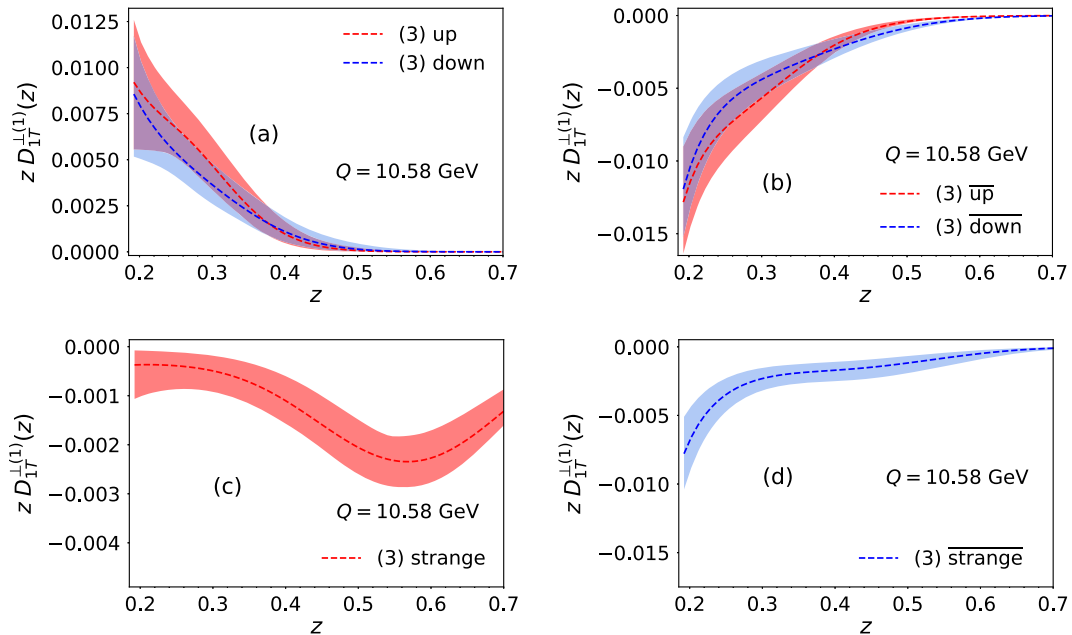 0.0125
0.0100
0.0075
0.0050
0.0025
0.0000
z D_{1T}^{⊥(1)}(z)
(3) up
(3) down
(a)
Q = 10.58 GeV
0.2 0.3 0.4 0.5 0.6 0.7
z
0.000
−0.005
−0.010
−0.015
z D_{1T}^{⊥(1)}(z)
Q = 10.58 GeV
(b)
(3) u̅p̅
(3) d̅o̅w̅n̅
0.2 0.3 0.4 0.5 0.6 0.7
z
0.000
−0.001
−0.002
−0.003
−0.004
z D_{1T}^{⊥(1)}(z)
(c)
Q = 10.58 GeV
(3) strange
0.2 0.3 0.4 0.5 0.6 0.7
z
0.000
−0.005
−0.010
−0.015
z D_{1T}^{⊥(1)}(z)
(d)
Q = 10.58 GeV
(3) s̅t̅r̅a̅n̅g̅e̅
0.2 0.3 0.4 0.5 0.6 0.7
z